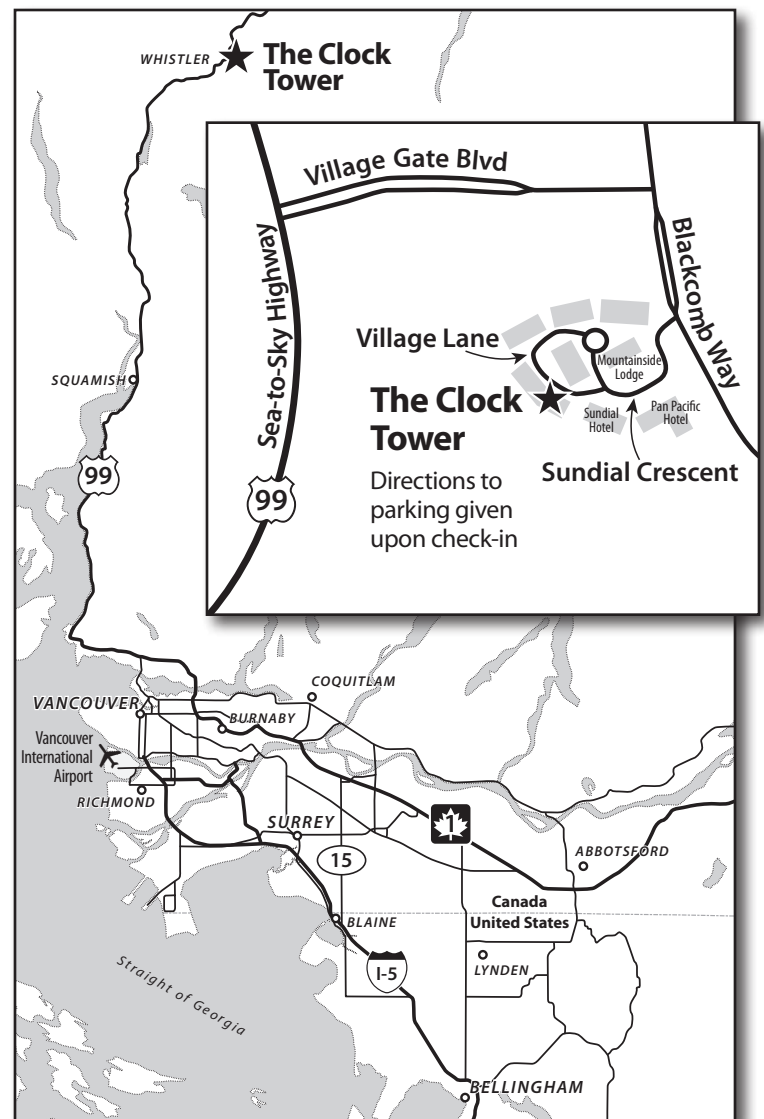 WHISTLER
The Clock
Tower
Village Gate Blvd
Sea-to-Sky Highway
Blackcomb Way
Village Lane
Mountainside
Lodge
The Clock
Tower
Sundial
Hotel
Pan Pacific
Hotel
Sundial Crescent
Directions to
parking given
upon check-in
99
SQUAMISH
99
COQUITLAM
VANCOUVER
BURNABY
Vancouver
International
Airport
RICHMOND
SURREY
1
15
ABBOTSFORD
Canada
United States
BLAINE
LYNDEN
I-5
Straight of Georgia
BELLINGHAM